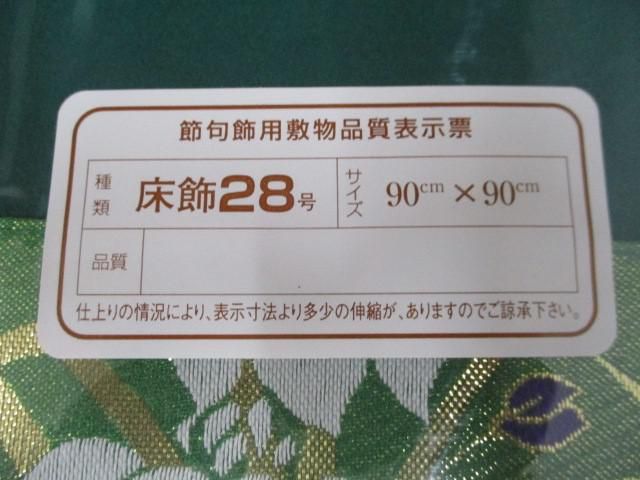 節句飾用敷物品質表示票
種類 床飾28号 サイズ 90cm×90cm
品質
仕上りの情況により、表示寸法より多少の伸縮が、ありますのでご諒承下さい。